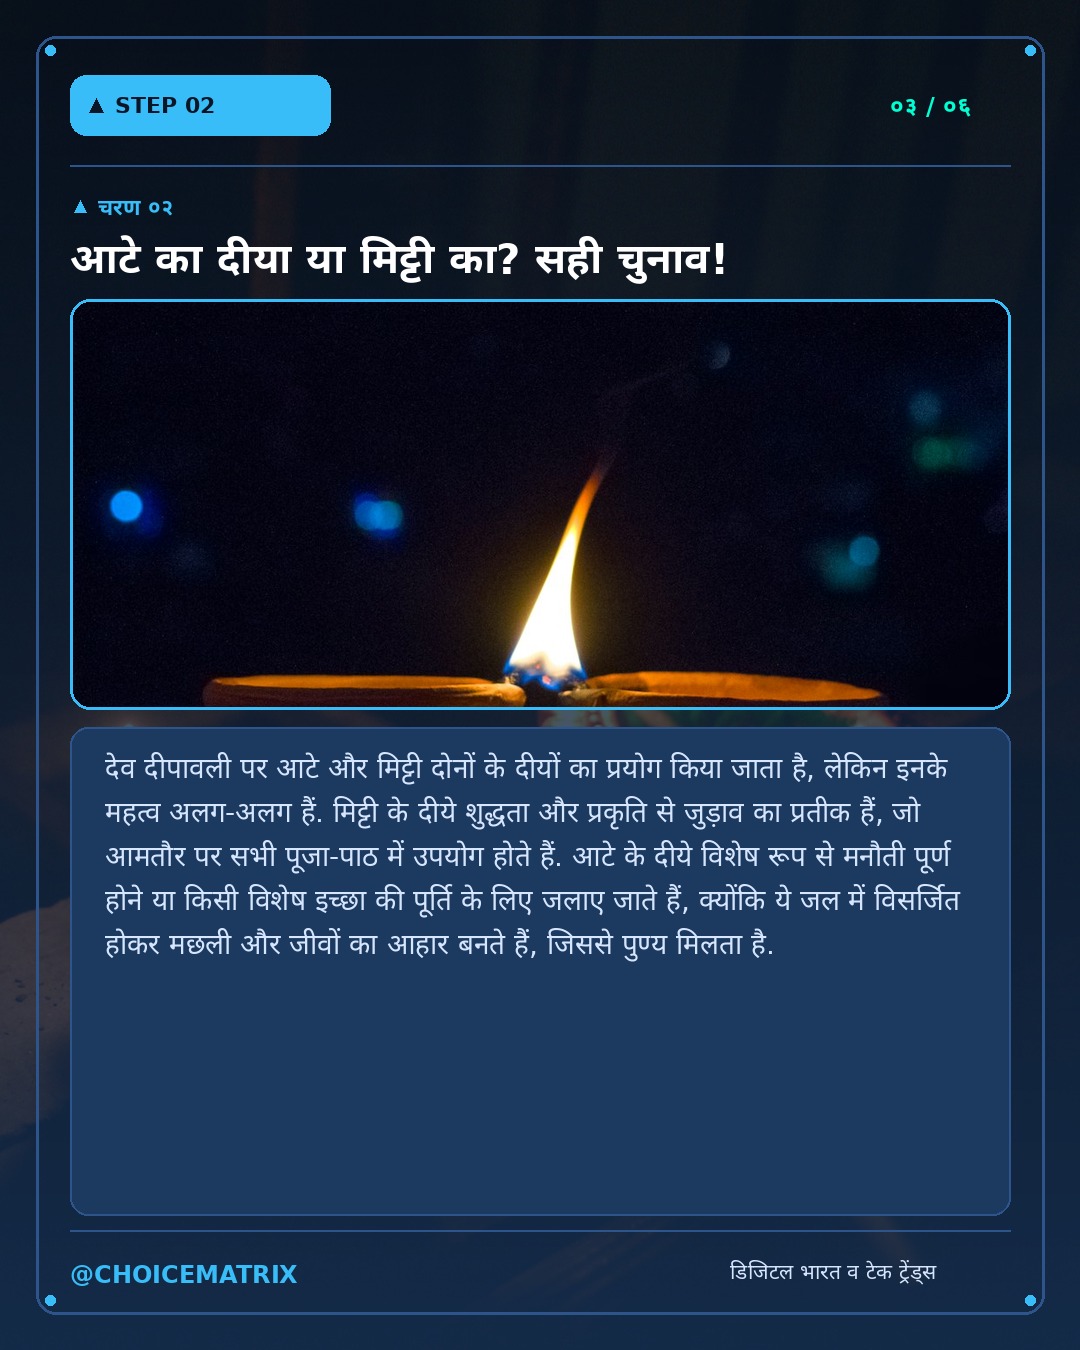 ▲ STEP 02
०३ / ०६
▲ चरण ०२
आटे का दीया या मिट्टी का? सही चुनाव!
देव दीपावली पर आटे और मिट्टी दोनों के दीयों का प्रयोग किया जाता है, लेकिन इनके
महत्व अलग-अलग हैं. मिट्टी के दीये शुद्धता और प्रकृति से जुड़ाव का प्रतीक हैं, जो
आमतौर पर सभी पूजा-पाठ में उपयोग होते हैं. आटे के दीये विशेष रूप से मनौती पूर्ण
होने या किसी विशेष इच्छा की पूर्ति के लिए जलाए जाते हैं, क्योंकि ये जल में विसर्जित
होकर मछली और जीवों का आहार बनते हैं, जिससे पुण्य मिलता है.
@CHOICEMATRIX
डिजिटल भारत व टेक ट्रेंड्स